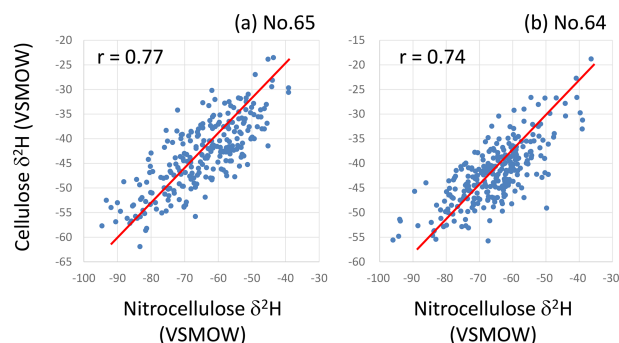 (a) No.65
(b) No.64
Cellulose δ²H (VSMOW)
r = 0.77
r = 0.74
-20
-25
-30
-35
-40
-45
-50
-55
-60
-65
-100 -90 -80 -70 -60 -50 -40 -30
-15
-20
-25
-30
-35
-40
-45
-50
-55
-60
-100 -90 -80 -70 -60 -50 -40 -30
Nitrocellulose δ²H
(VSMOW)
Nitrocellulose δ²H
(VSMOW)